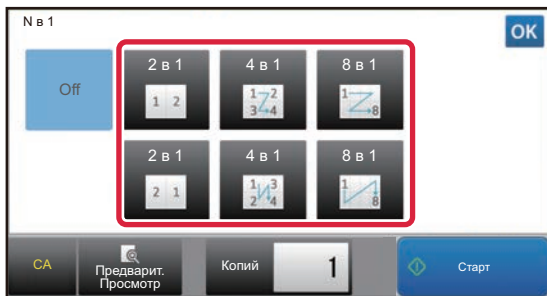 N в 1
OK
Off
2 в 1
4 в 1
8 в 1
1 2
1 2
3 4
1
8
2 в 1
4 в 1
8 в 1
2 1
1 3
2 4
1
8
CA
Предварит.
Просмотр
Копий
1
Старт